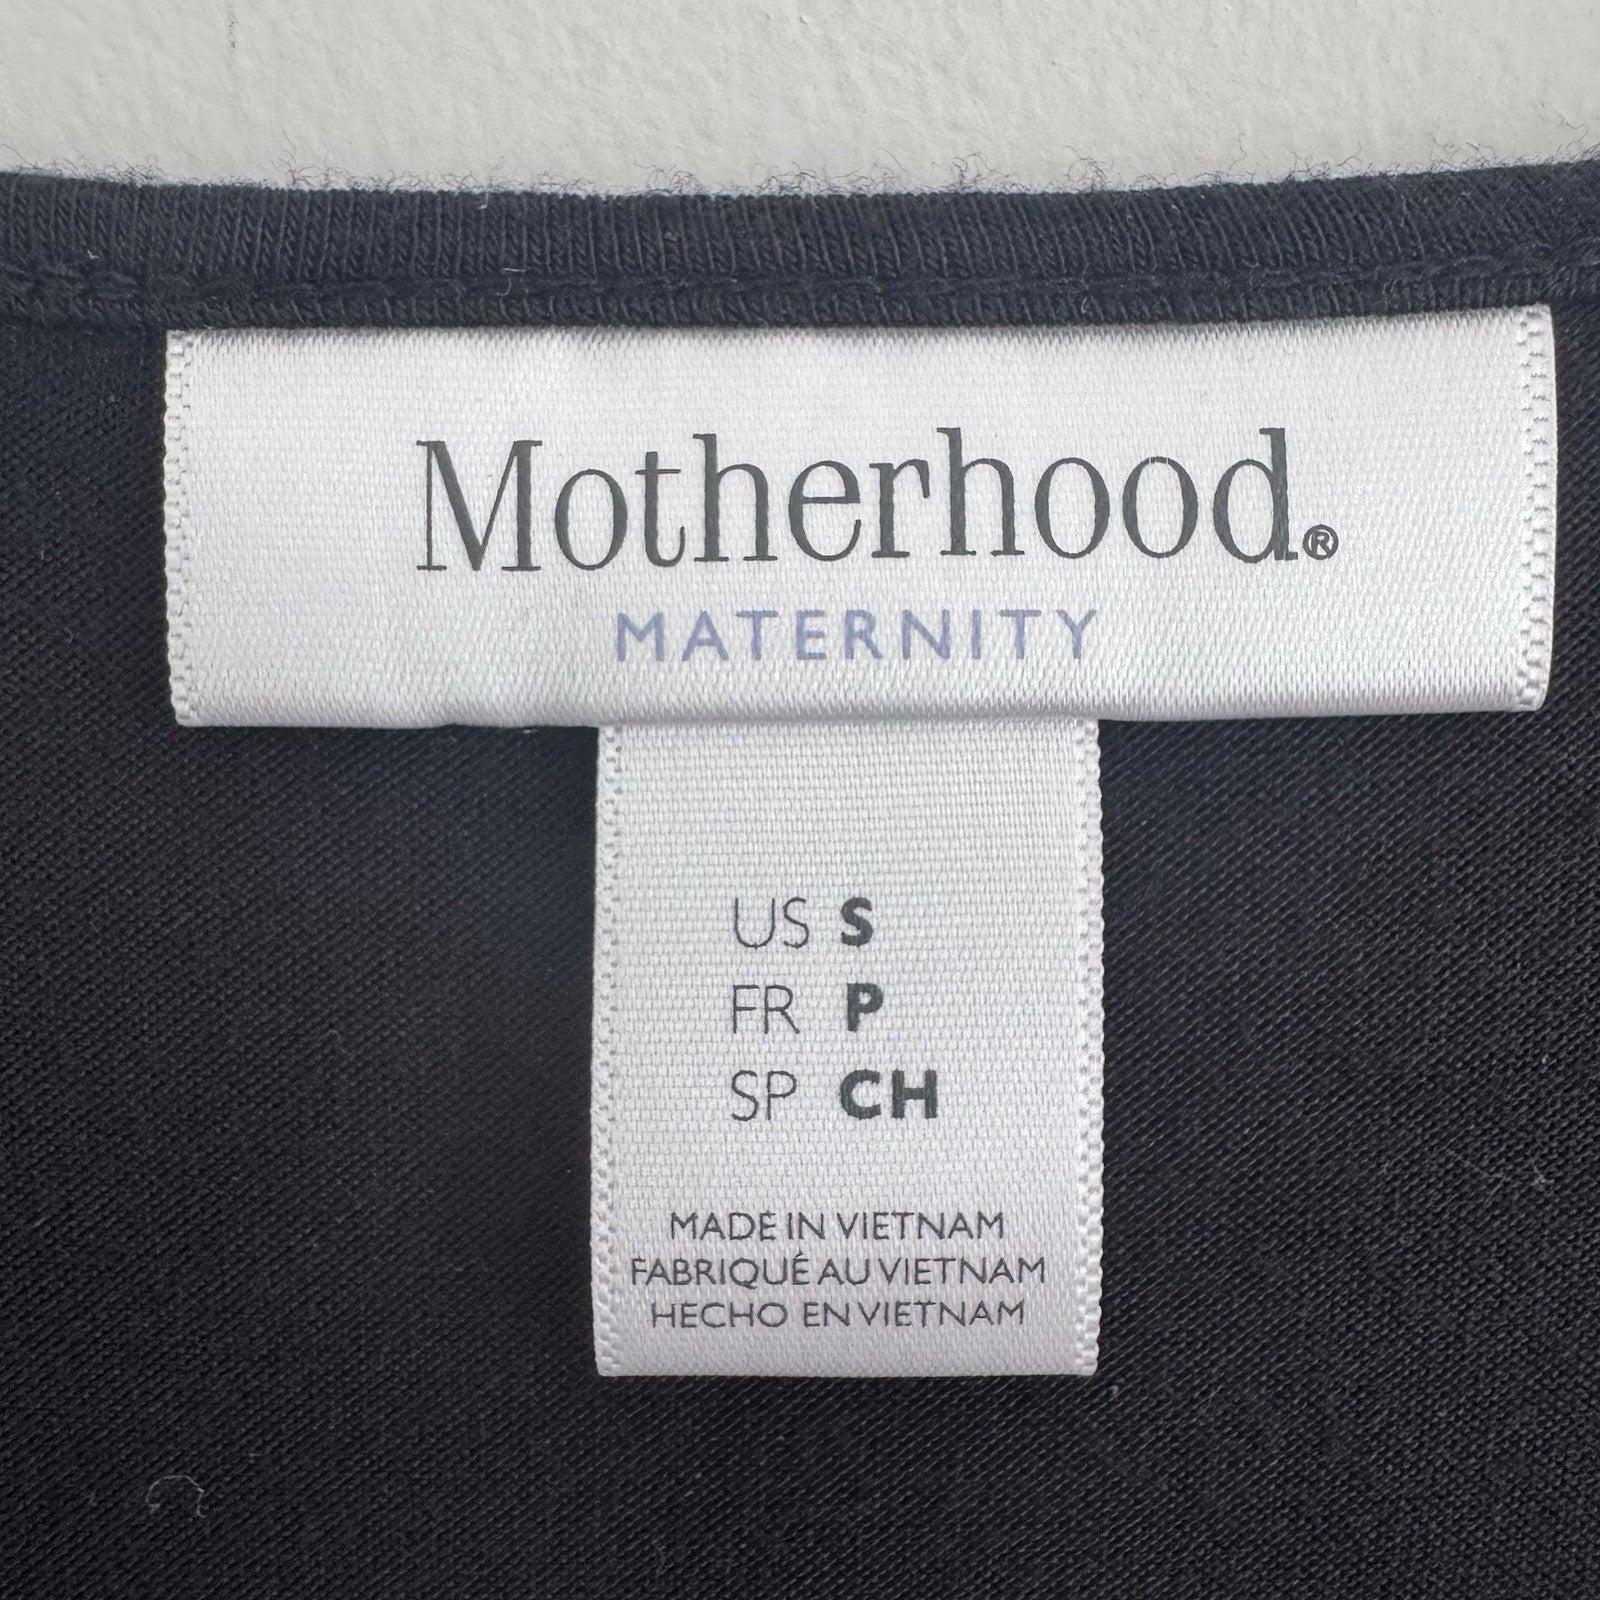 Motherhood.®
MATERNITY
US S
FR P
SP CH
MADE IN VIETNAM
FABRIQUÉ AU VIETNAM
HECHO EN VIETNAM